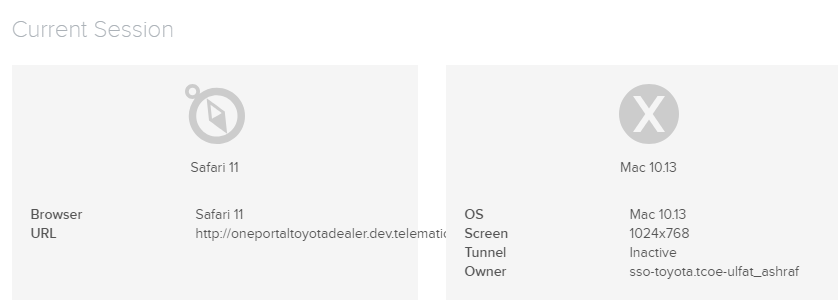 Current Session
Safari 11
Browser Safari 11
URL http://oneportaltoyotadealer.dev.telematic
X
Mac 10.13
OS Mac 10.13
Screen 1024x768
Tunnel Inactive
Owner sso-toyota.tcoe-ulfat_ashraf